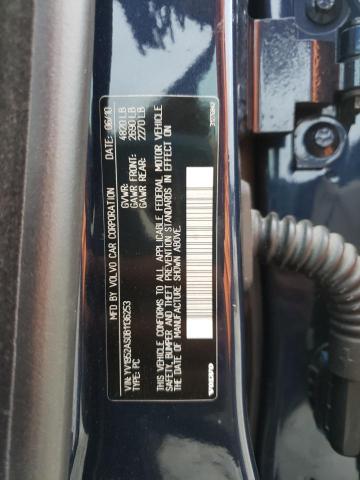 MFD. BY VOLVO CAR CORPORATION DATE: 06/10
GVWR: 4820 LB
GAWR FRONT: 2690 LB
GAWR REAR: 2270 LB
THIS VEHICLE CONFORMS TO ALL APPLICABLE FEDERAL MOTOR VEHICLE
SAFETY, BUMPER AND THEFT PREVENTION STANDARDS IN EFFECT ON THE
DATE OF MANUFACTURE SHOWN ABOVE.
VIN: YV1952AS0B1136253
TYPE: PC
VOLVO